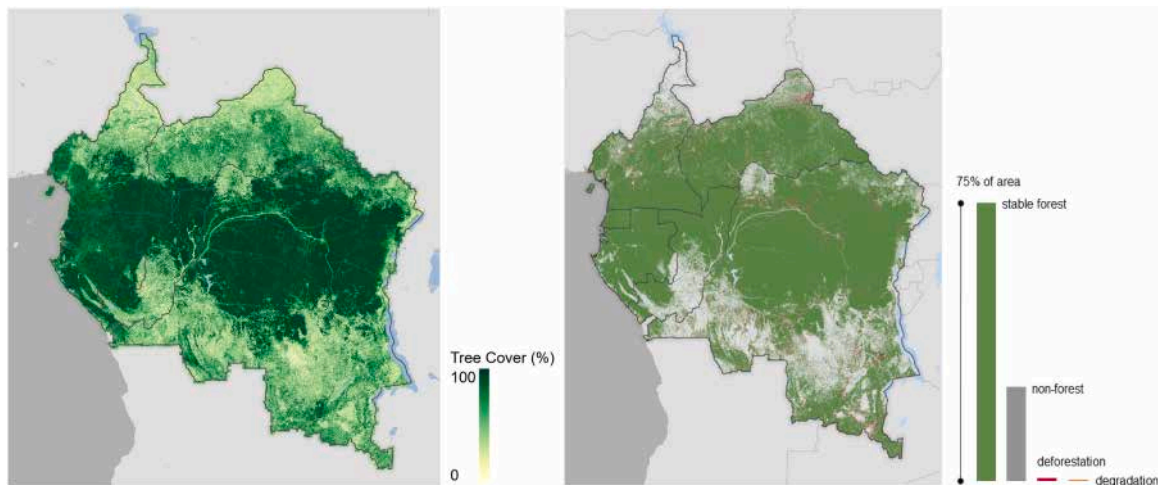 Tree Cover (%)
100
0
75% of area
stable forest
non-forest
deforestation
degradation